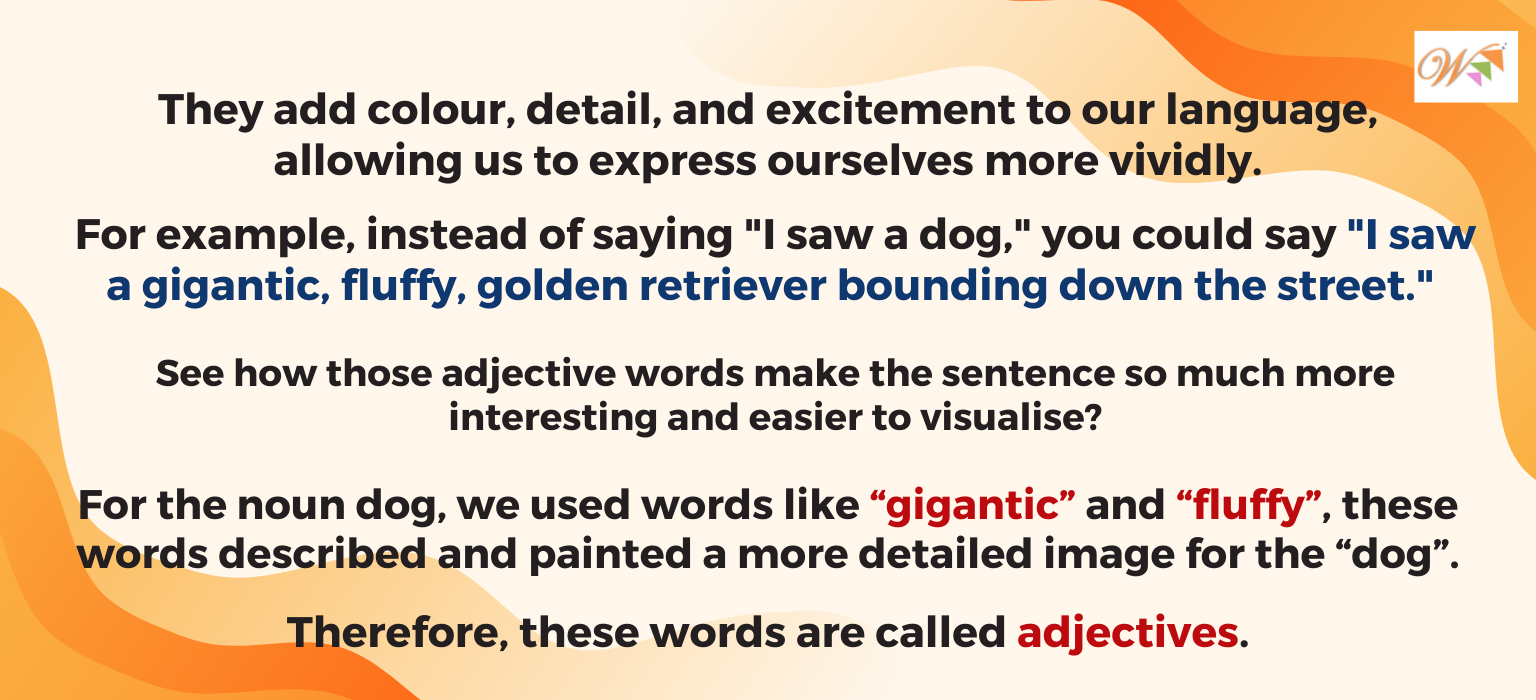 They add colour, detail, and excitement to our language,
allowing us to express ourselves more vividly.
For example, instead of saying "I saw a dog," you could say "I saw
a gigantic, fluffy, golden retriever bounding down the street."
See how those adjective words make the sentence so much more
interesting and easier to visualise?
For the noun dog, we used words like “gigantic” and “fluffy”, these
words described and painted a more detailed image for the “dog”.
Therefore, these words are called adjectives.
W